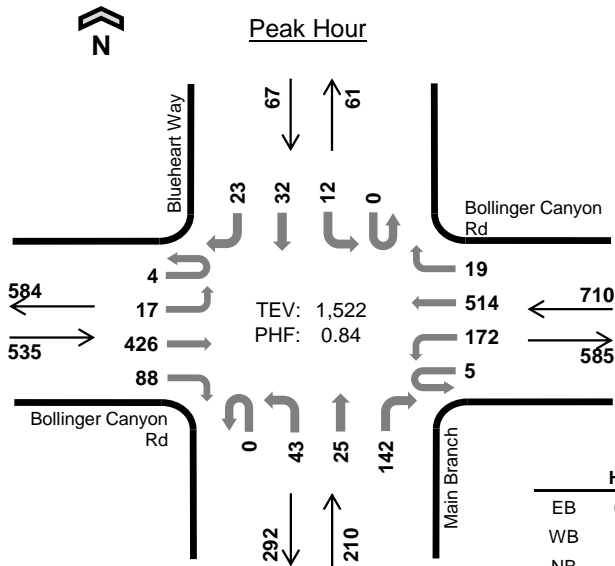 Peak Hour
N
Blueheart Way
67
61
23
32
12
0
Bollinger Canyon
Rd
4
17
426
88
584
535
TEV: 1,522
PHF: 0.84
19
514
172
5
710
585
Bollinger Canyon
Rd
0
43
25
142
Main Branch
292
210
EB
WB